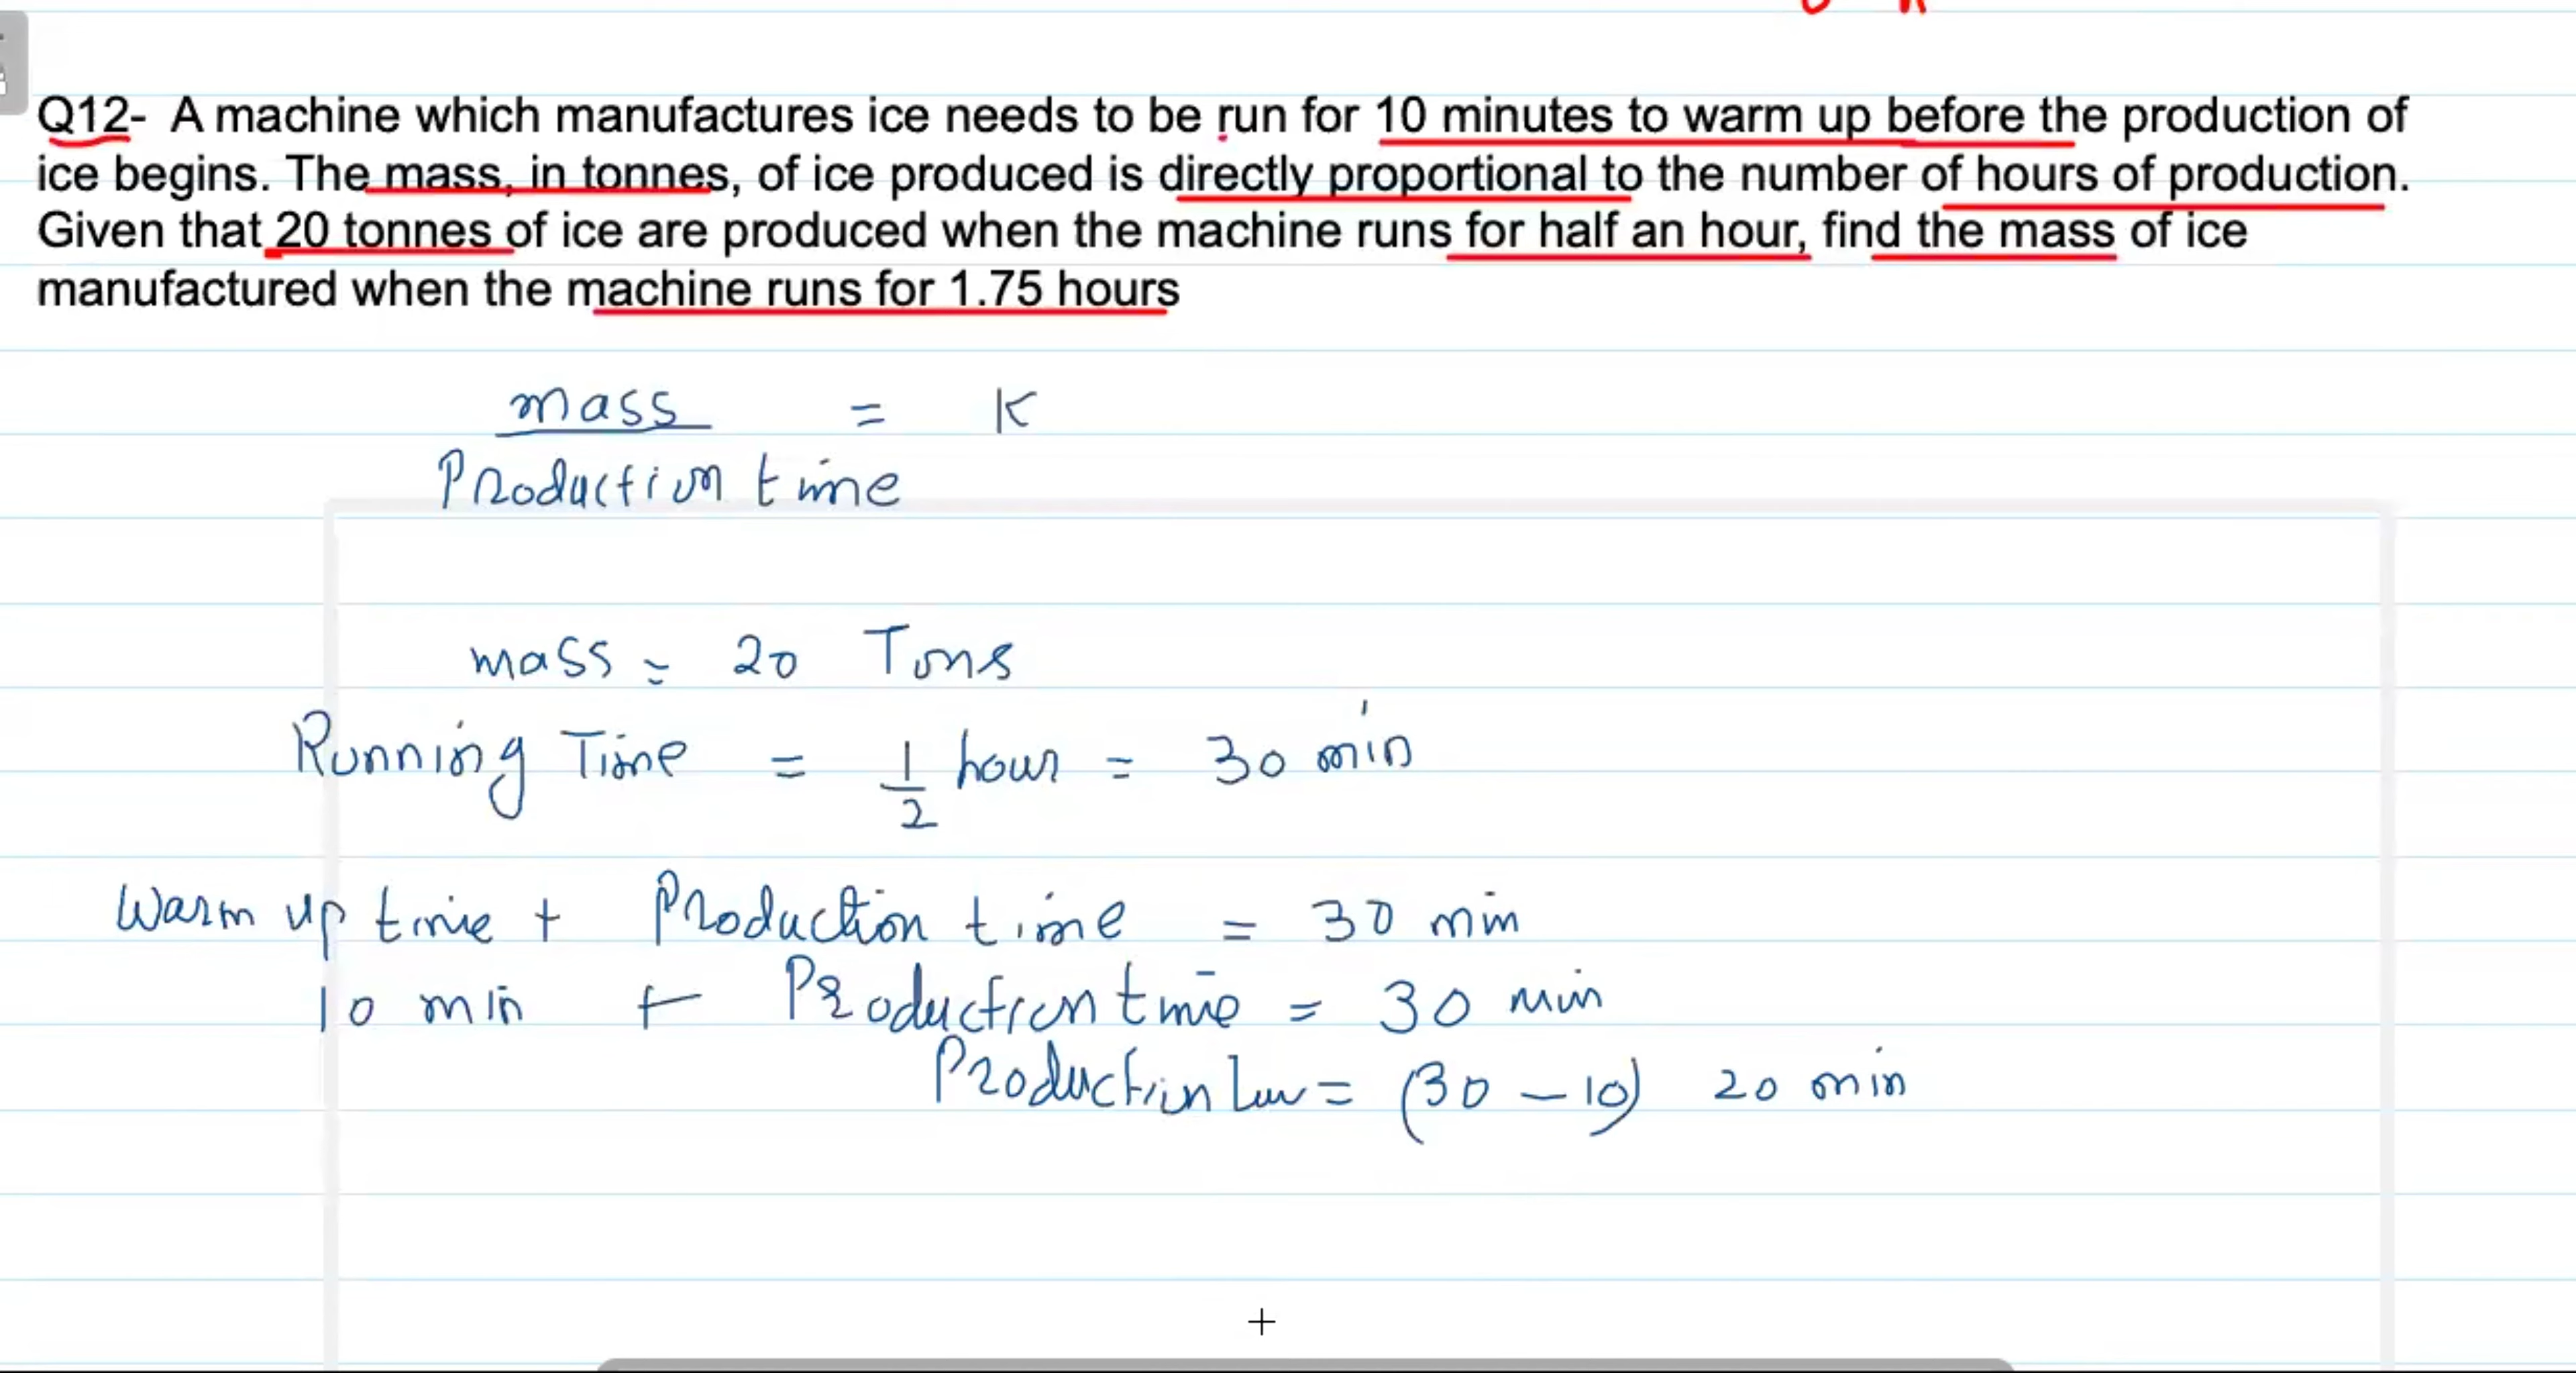 Q12- A machine which manufactures ice needs to be run for 10 minutes to warm up before the production of
ice begins. The mass, in tonnes, of ice produced is directly proportional to the number of hours of production.
Given that 20 tonnes of ice are produced when the machine runs for half an hour, find the mass of ice
manufactured when the machine runs for 1.75 hours
mass = K
Production time
mass = 20 Tons
Running Time = 1/2 hour = 30 min
Warm up time + Production time = 30 min
10 min + Production time = 30 min
Production = (30 - 10) 20 min